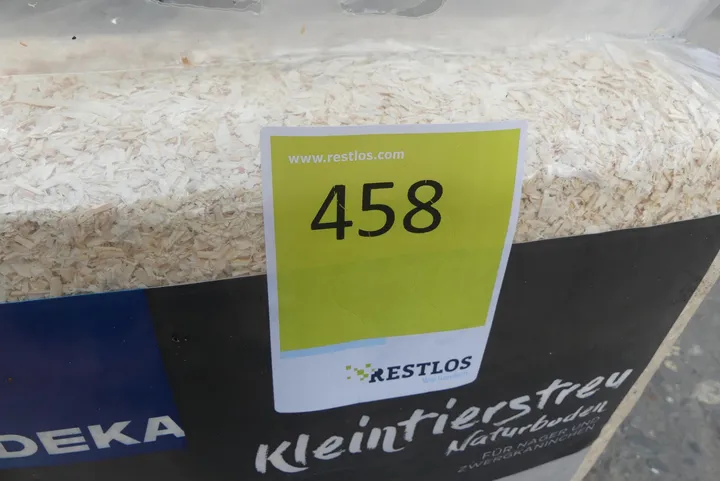 www.restlos.com
458
RESTLOS
DEKA
Kleintierstreu
Naturboden
FÜR NAGER UND
ZWERGKANINCHEN